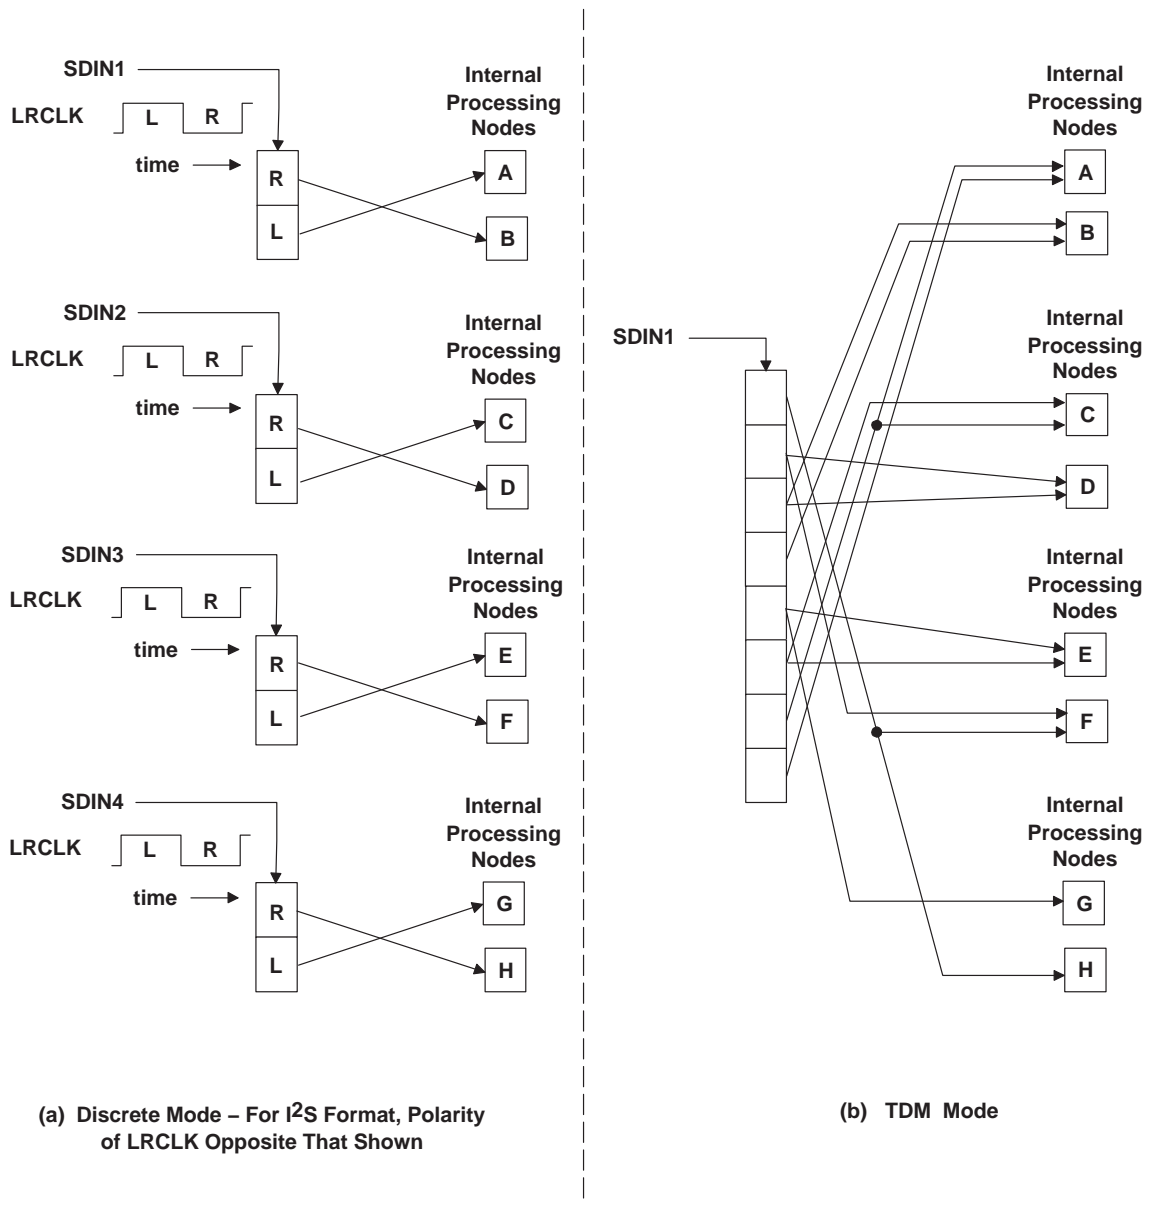 SDIN1
LRCLK
L
R
time
R
L
Internal
Processing
Nodes
A
B
SDIN2
LRCLK
L
R
time
R
L
Internal
Processing
Nodes
C
D
SDIN3
LRCLK
L
R
time
R
L
Internal
Processing
Nodes
E
F
SDIN4
LRCLK
L
R
time
R
L
Internal
Processing
Nodes
G
H
(a) Discrete Mode – For I2S Format, Polarity
of LRCLK Opposite That Shown
SDIN1
Internal
Processing
Nodes
A
B
Internal
Processing
Nodes
C
D
Internal
Processing
Nodes
E
F
Internal
Processing
Nodes
G
H
(b) TDM Mode